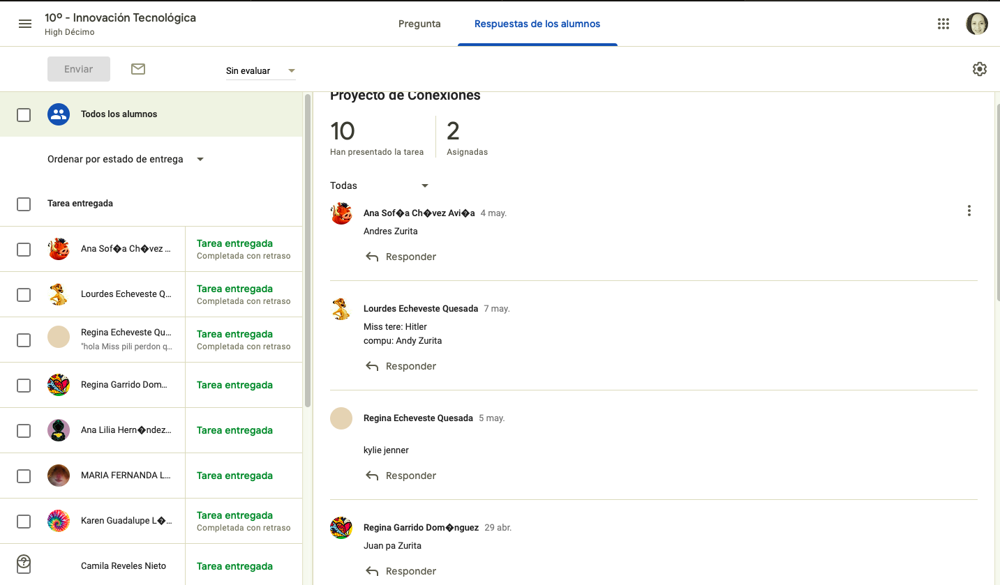 10º - Innovación Tecnológica
High Décimo
Pregunta
Respuestas de los alumnos
Enviar
Sin evaluar
Todos los alumnos
Ordenar por estado de entrega
Tarea entregada
Ana Sof�a Ch�vez ...
Tarea entregada
Completada con retraso
Lourdes Echeveste Q...
Tarea entregada
Completada con retraso
Regina Echeveste Qu...
"hola Miss pili perdon q...
Tarea entregada
Completada con retraso
Regina Garrido Dom...
Tarea entregada
Ana Lilia Hern�ndez...
Tarea entregada
MARIA FERNANDA L...
Tarea entregada
Karen Guadalupe L�...
Tarea entregada
Completada con retraso
Camila Reveles Nieto
Tarea entregada
Proyecto de Conexiones
10
Han presentado la tarea
2
Asignadas
Todas
Ana Sof�a Ch�vez Avi�a 4 may.
Andres Zurita
Responder
Lourdes Echeveste Quesada 7 may.
Miss tere: Hitler
compu: Andy Zurita
Responder
Regina Echeveste Quesada 5 may.
kylie jenner
Responder
Regina Garrido Dom�nguez 29 abr.
Juan pa Zurita
Responder